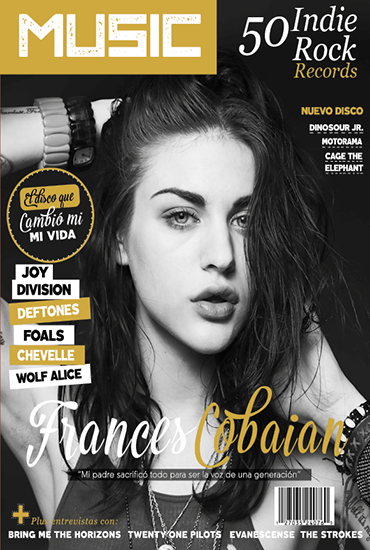 MUSIC
50 Indie
Rock
Records
NUEVO DISCO
DINOSOUR JR.
MOTORAMA
CAGE THE
ELEPHANT
El disco que
Cambió mi
MI VIDA
JOY
DIVISION
DEFTONES
FOALS
CHEVELLE
WOLF ALICE
Frances Cobaian
"Mi padre sacrificó todo para ser la voz de una generación"
+ Plus entrevistas con:
BRING ME THE HORIZONS TWENTY ONE PILOTS EVANESCENSE THE STROKES